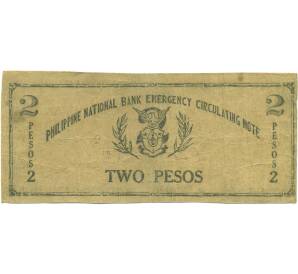 PHILIPPINE NATIONAL BANK EMERGENCY CIRCULATING NOTE
2 2
PESOS PESOS
2 TWO PESOS 2